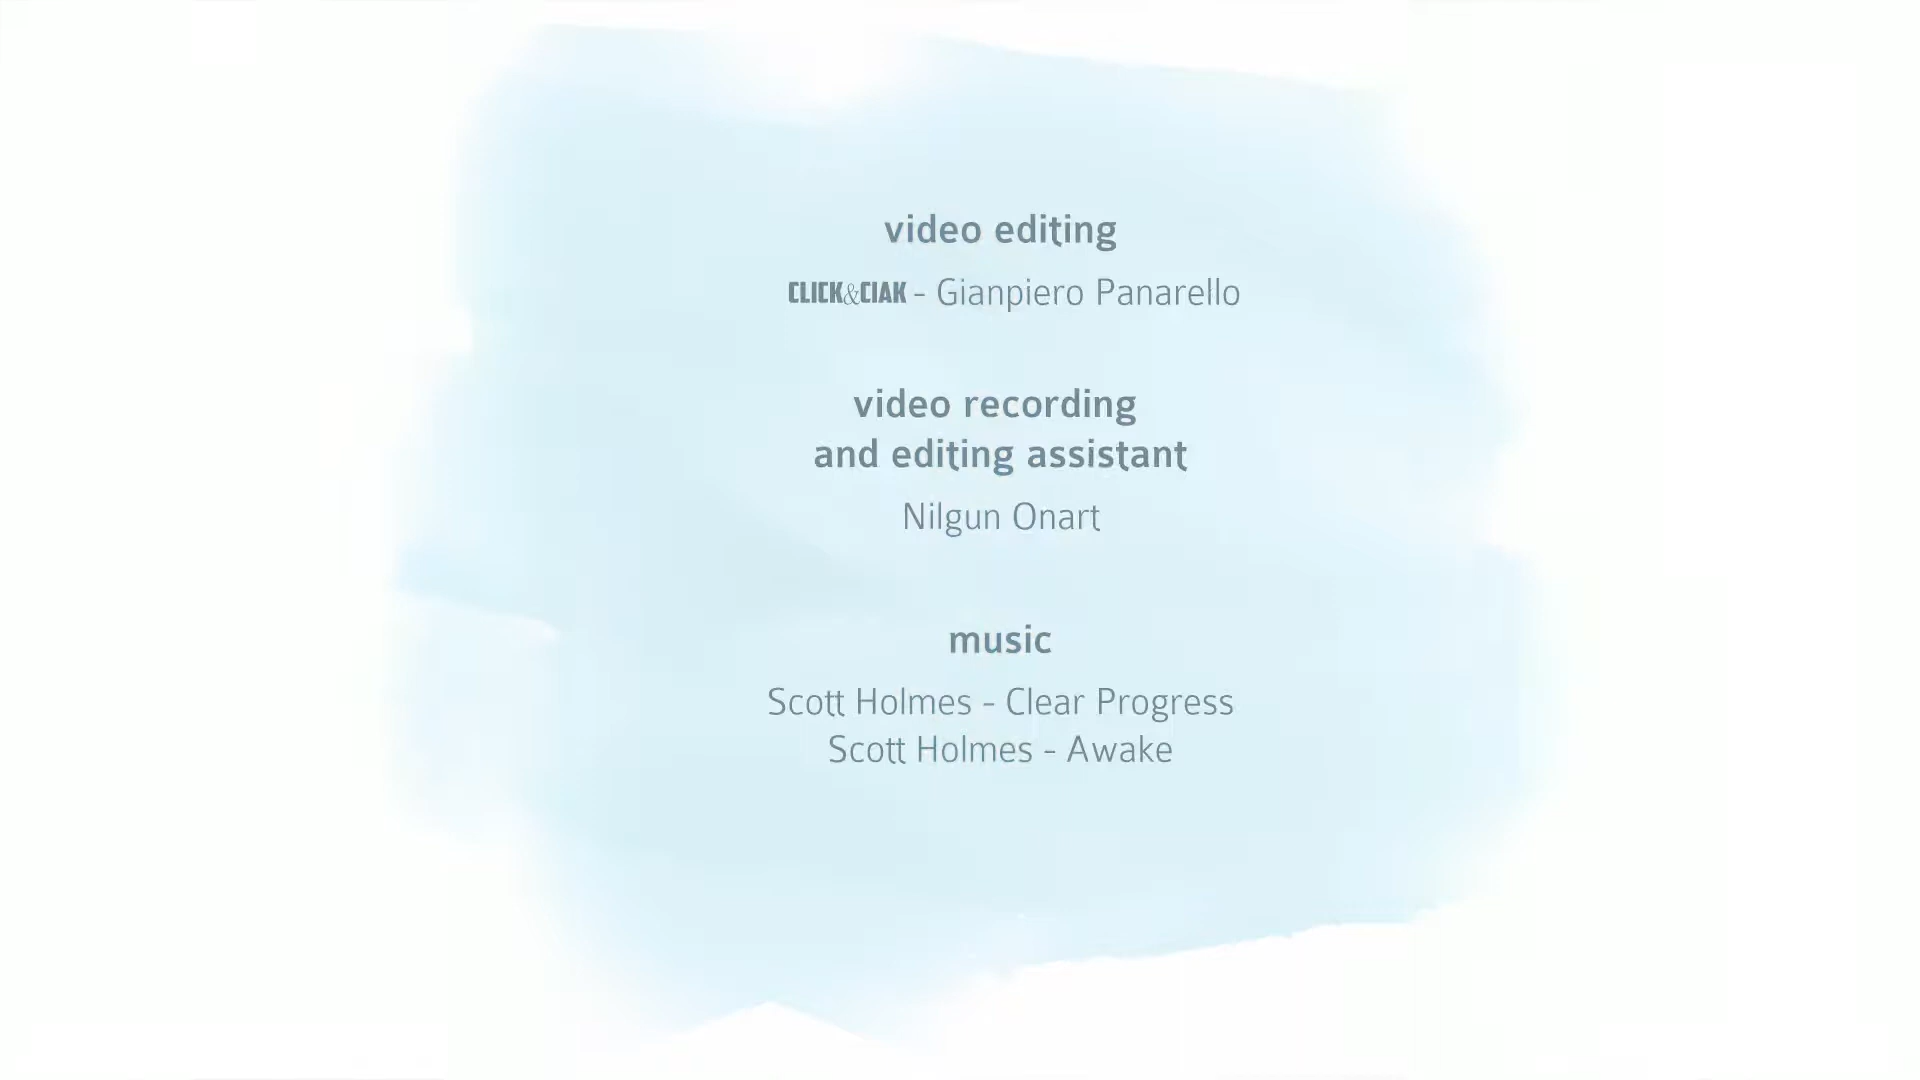 video editing
CLICK&CIAK - Gianpiero Panarello
video recording
and editing assistant
Nilgun Onart
music
Scott Holmes - Clear Progress
Scott Holmes - Awake